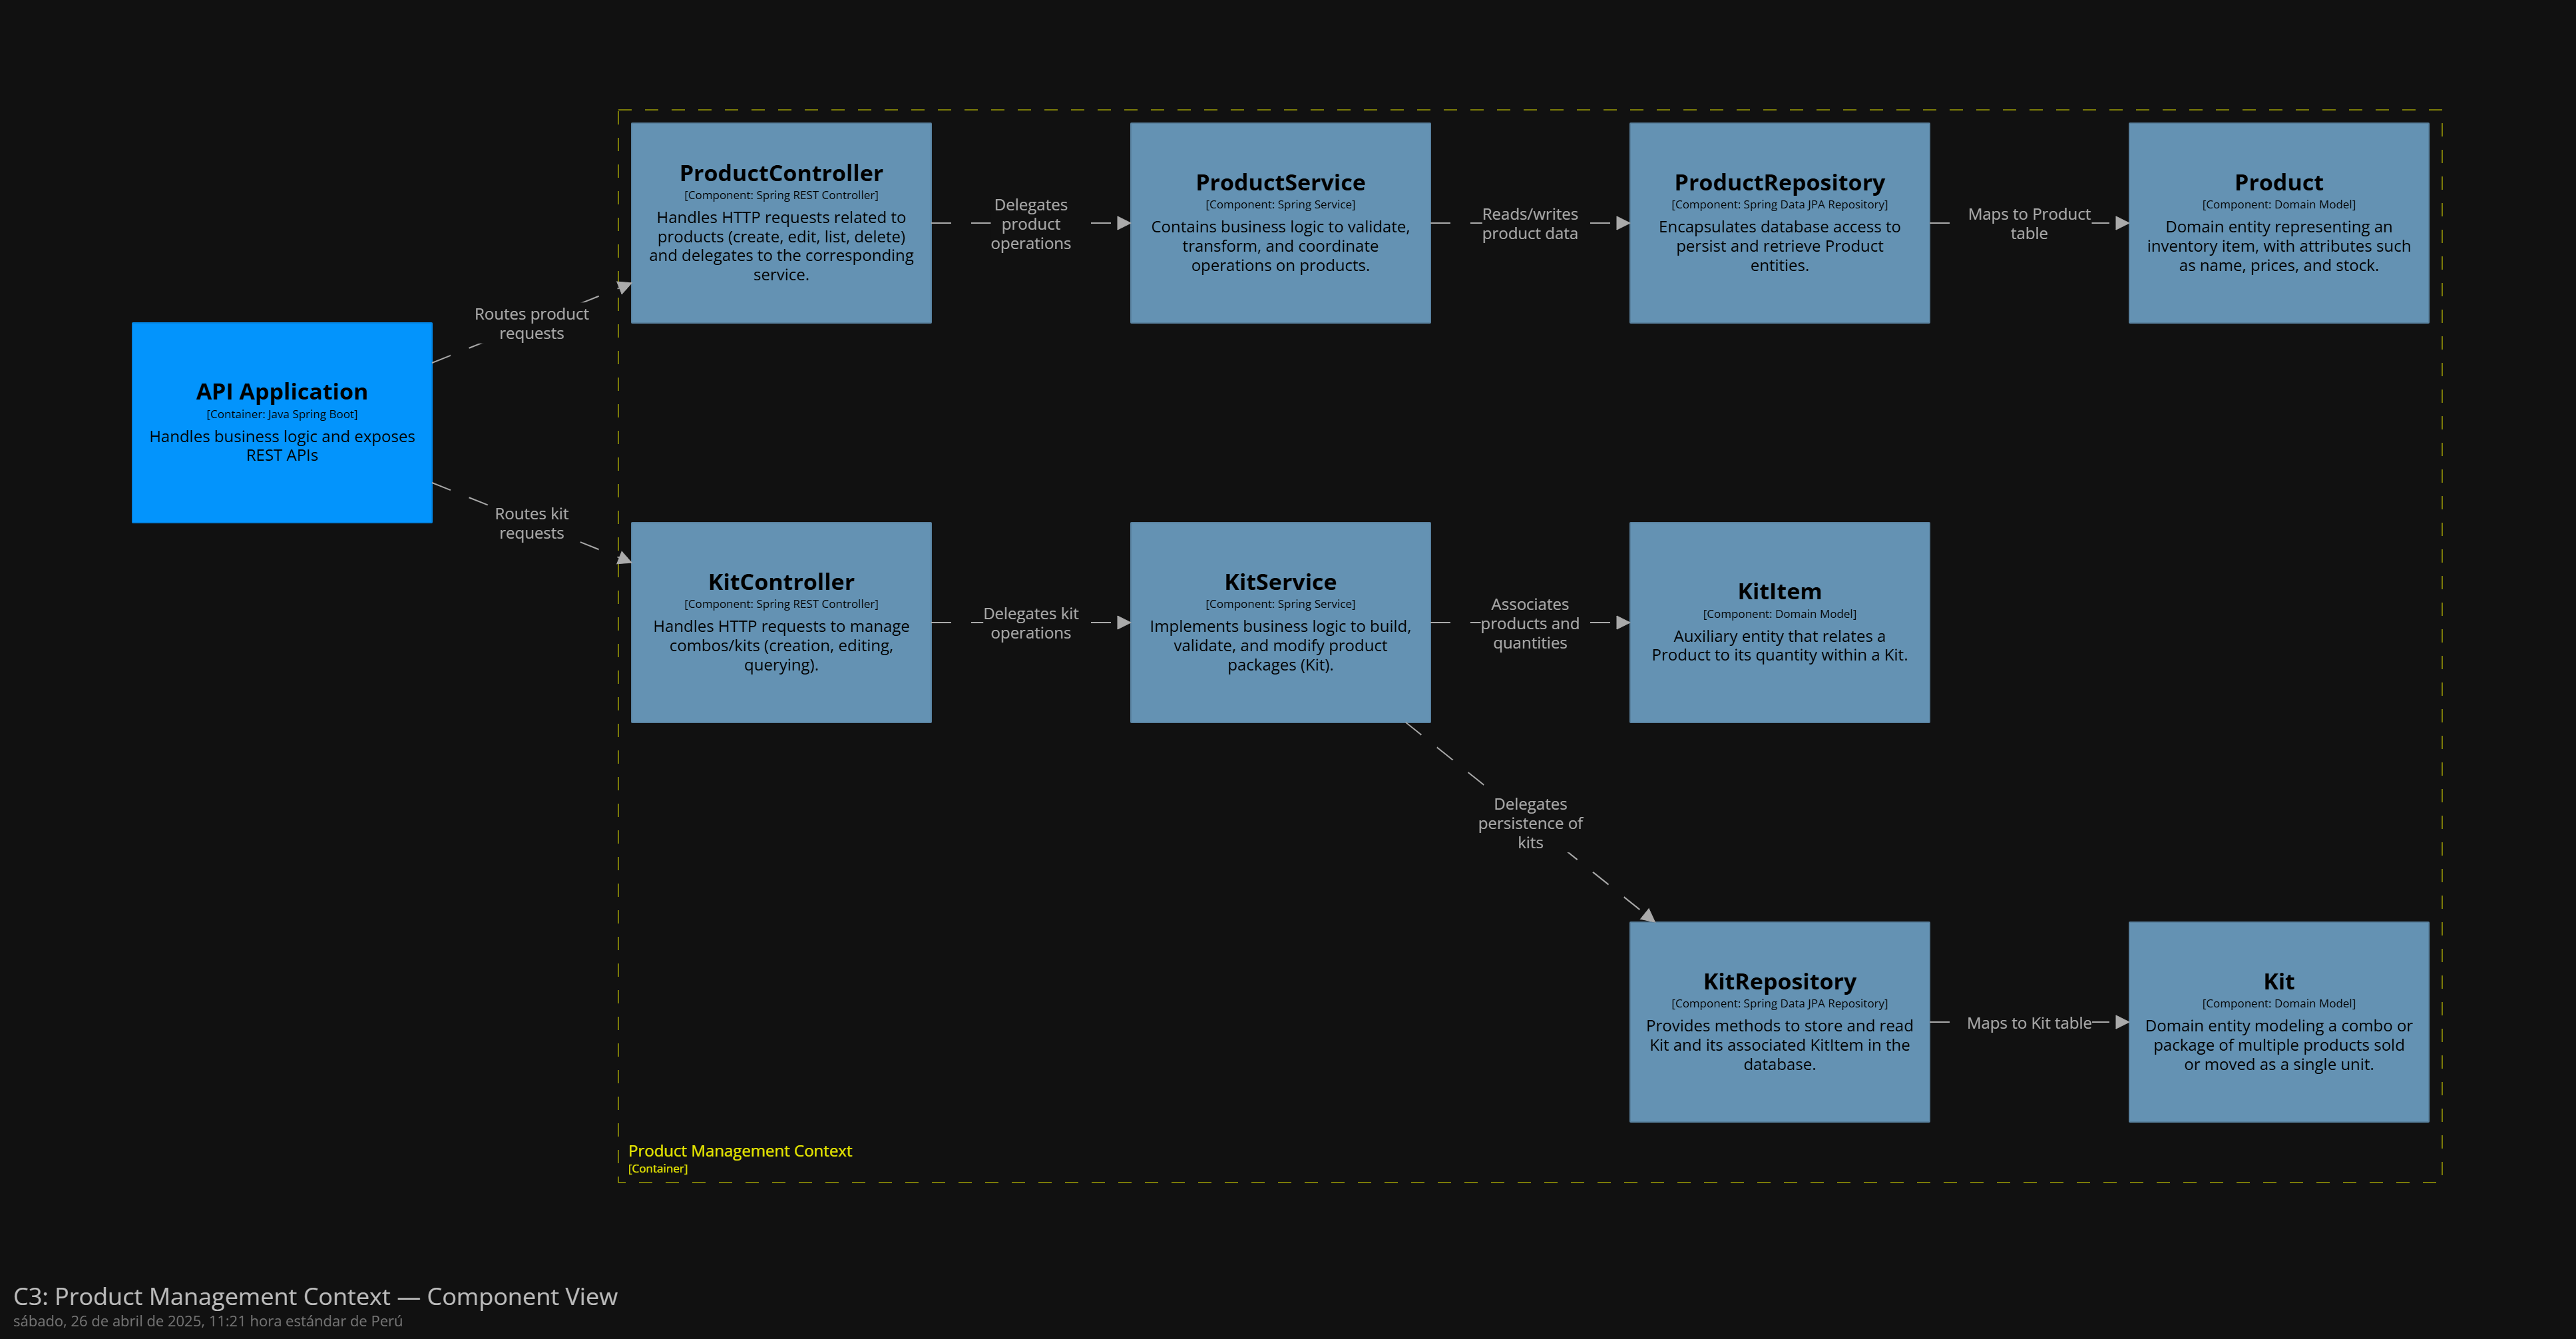 ProductController
[Component: Spring REST Controller]
Handles HTTP requests related to
products (create, edit, list, delete)
and delegates to the corresponding
service.
Delegates
product
operations
ProductService
[Component: Spring Service]
Contains business logic to validate,
transform, and coordinate
operations on products.
Reads/writes
product data
ProductRepository
[Component: Spring Data JPA Repository]
Encapsulates database access to
persist and retrieve Product
entities.
Maps to Product
table
Product
[Component: Domain Model]
Domain entity representing an
inventory item, with attributes such
as name, prices, and stock.
Routes product
requests
API Application
[Container: Java Spring Boot]
Handles business logic and exposes
REST APIs
Routes kit
requests
KitController
[Component: Spring REST Controller]
Handles HTTP requests to manage
combos/kits (creation, editing,
querying).
Delegates kit
operations
KitService
[Component: Spring Service]
Implements business logic to build,
validate, and modify product
packages (Kit).
Associates
products and
quantities
KitItem
[Component: Domain Model]
Auxiliary entity that relates a
Product to its quantity within a Kit.
Delegates
persistence of
kits
KitRepository
[Component: Spring Data JPA Repository]
Provides methods to store and read
Kit and its associated KitItem in the
database.
Maps to Kit table
Kit
[Component: Domain Model]
Domain entity modeling a combo or
package of multiple products sold
or moved as a single unit.
Product Management Context
[Container]
C3: Product Management Context — Component View
sábado, 26 de abril de 2025, 11:21 hora estándar de Perú